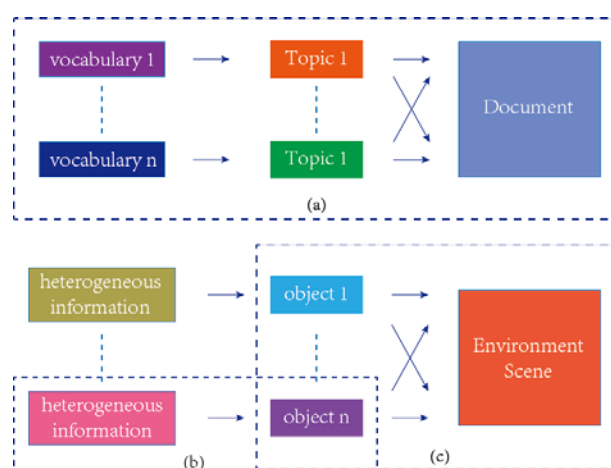 vocabulary 1
Topic 1
Document
vocabulary n
Topic 1
(a)
heterogeneous
information
object 1
Environment
Scene
heterogeneous
information
object n
(b)
(c)